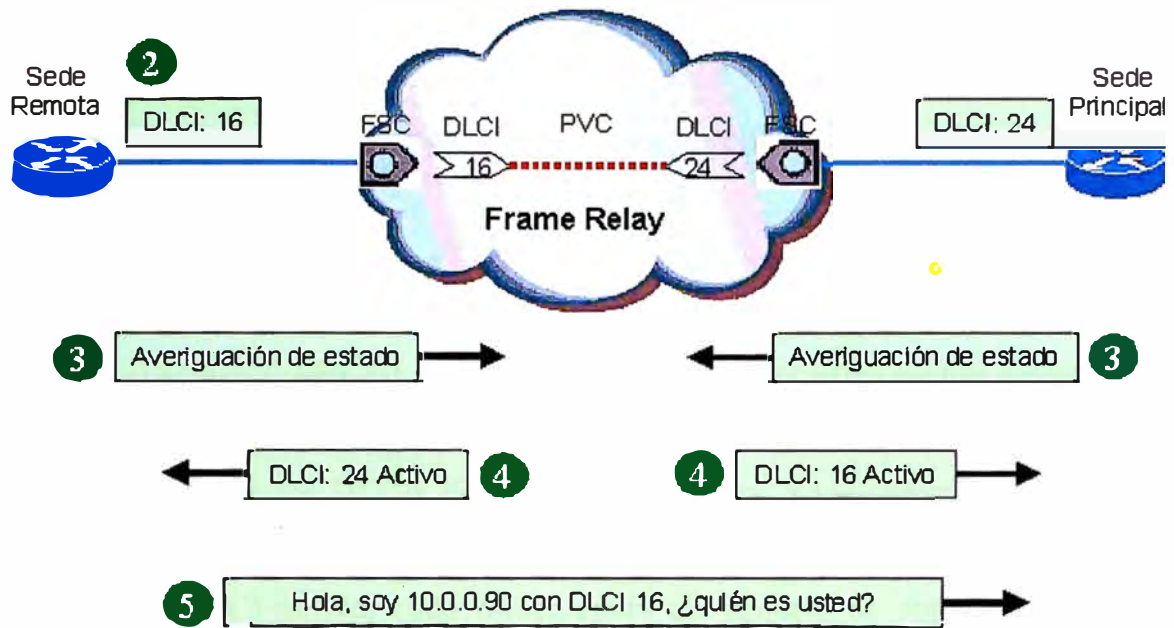 2
Sede
Remota
DLCI: 16
FSC DLCI PVC DLCI FSC
16 24
Frame Relay
DLCI: 24
Sede
Principal
3 Averiguación de estado
Averiguación de estado 3
DLCI: 24 Activo 4
4 DLCI: 16 Activo
5 Hola, soy 10.0.0.90 con DLCI 16, ¿quién es usted?